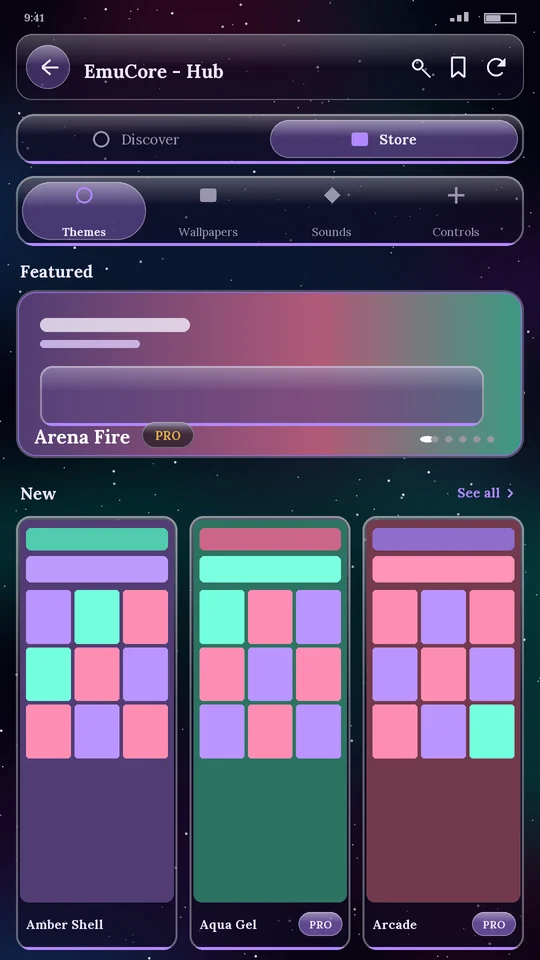 9:41
EmuCore - Hub
Discover
Store
Themes
Wallpapers
Sounds
Controls
Featured
Arena Fire
PRO
New
See all
Amber Shell
Aqua Gel
PRO
Arcade
PRO